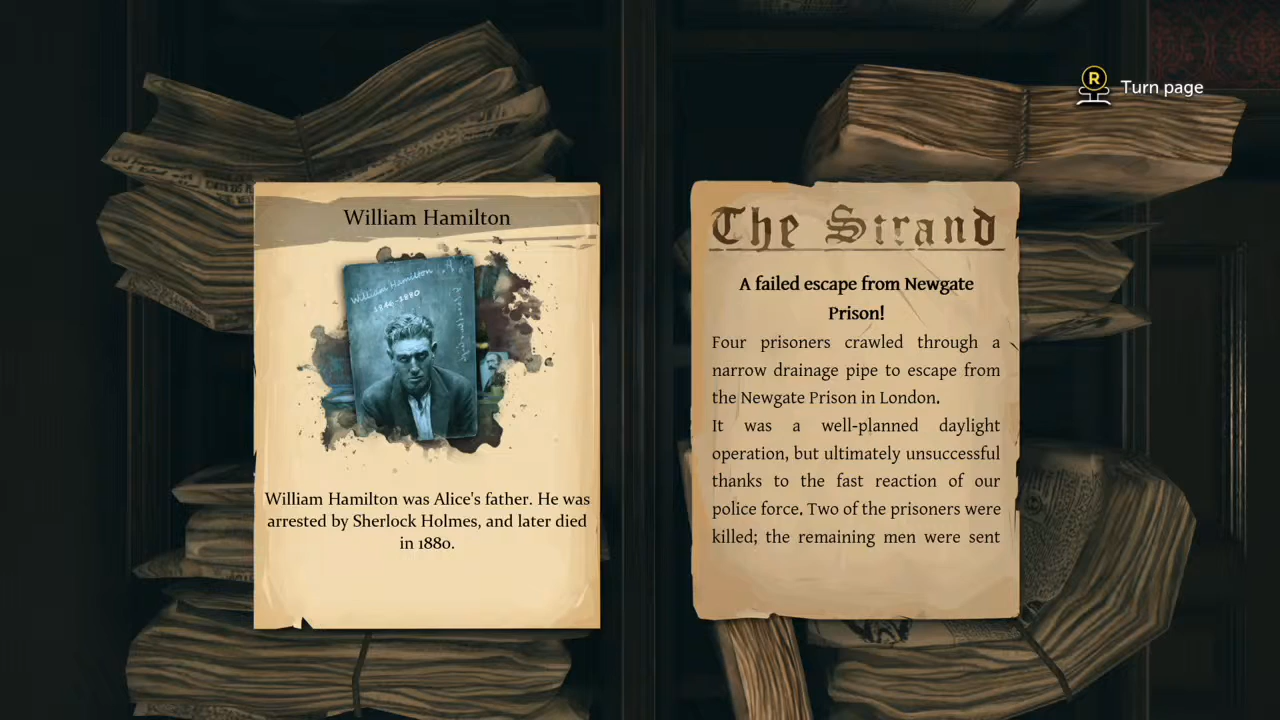 R Turn page
William Hamilton
William Hamilton
-1880
William Hamilton was Alice's father. He was
arrested by Sherlock Holmes, and later died
in 1880.
The Strand
A failed escape from Newgate
Prison!
Four prisoners crawled through a
narrow drainage pipe to escape from
the Newgate Prison in London.
It was a well-planned daylight
operation, but ultimately unsuccessful
thanks to the fast reaction of our
police force. Two of the prisoners were
killed; the remaining men were sent